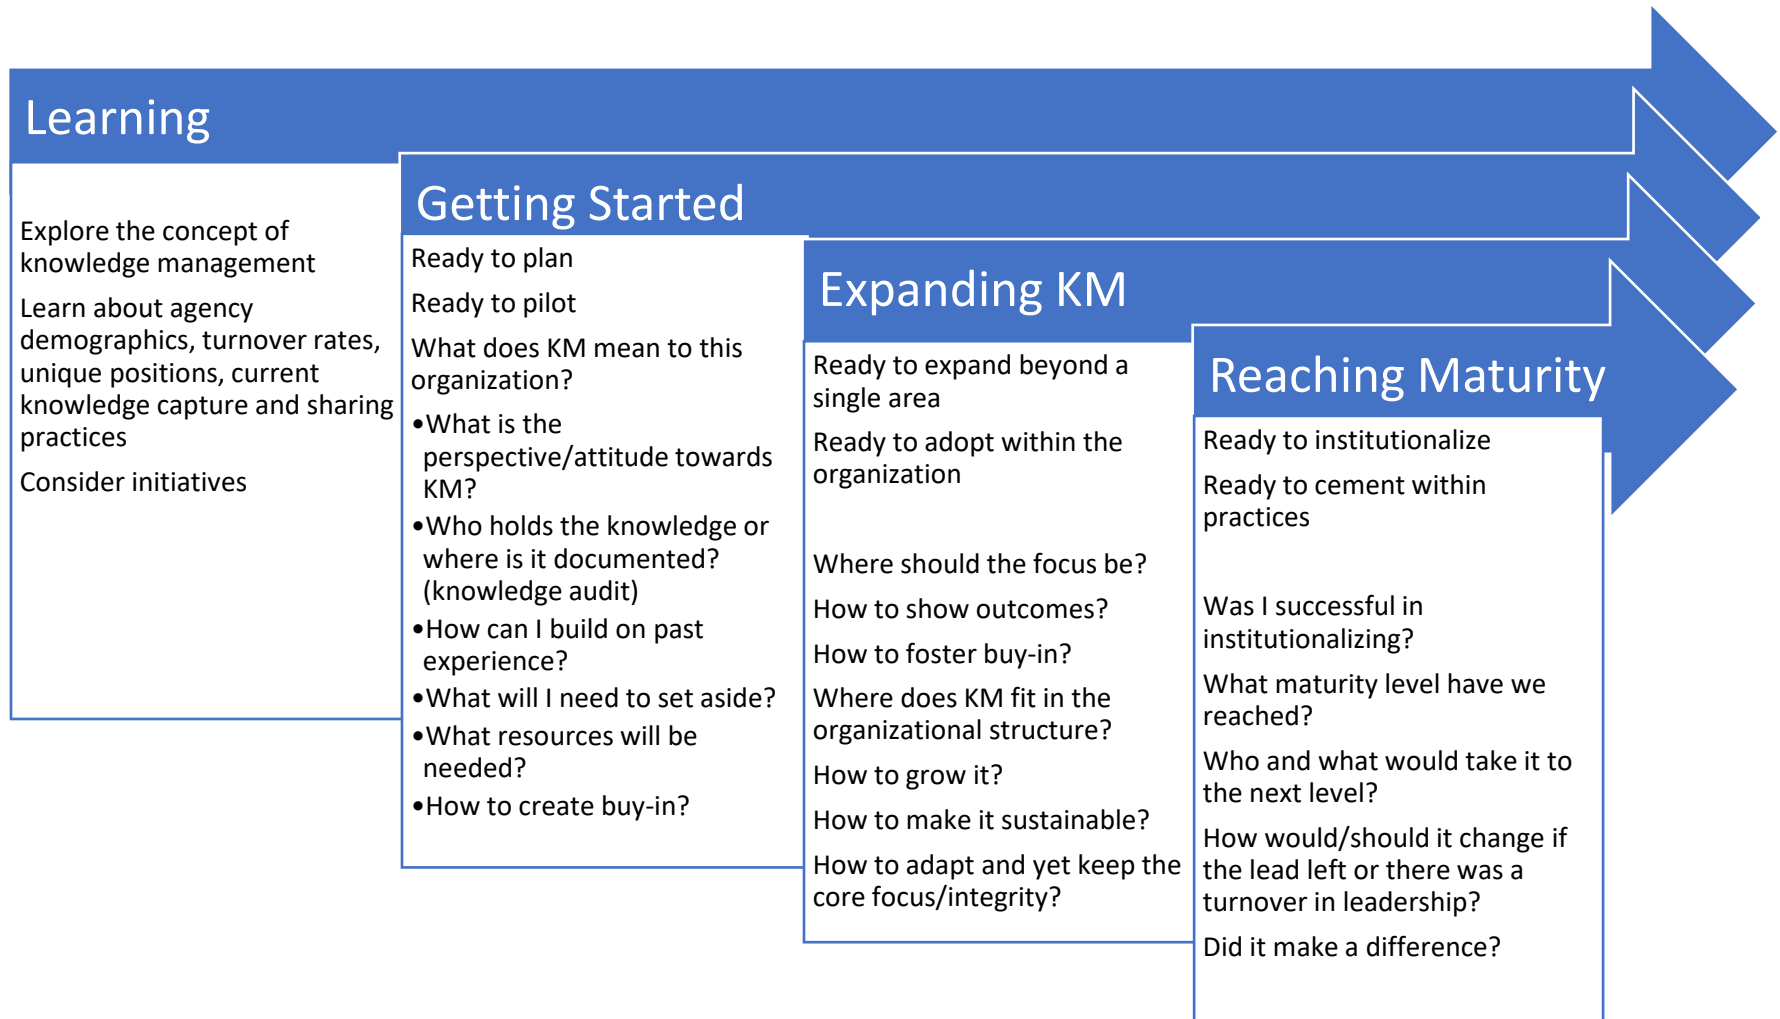 Learning
Explore the concept of
knowledge management
Learn about agency
demographics, turnover rates,
unique positions, current
knowledge capture and sharing
practices
Consider initiatives
Getting Started
Ready to plan
Ready to pilot
What does KM mean to this
organization?
•What is the
perspective/attitude towards
KM?
•Who holds the knowledge or
where is it documented?
(knowledge audit)
•How can I build on past
experience?
•What will I need to set aside?
•What resources will be
needed?
•How to create buy-in?
Expanding KM
Ready to expand beyond a
single area
Ready to adopt within the
organization
Where should the focus be?
How to show outcomes?
How to foster buy-in?
Where does KM fit in the
organizational structure?
How to grow it?
How to make it sustainable?
How to adapt and yet keep the
core focus/integrity?
Reaching Maturity
Ready to institutionalize
Ready to cement within
practices
Was I successful in
institutionalizing?
What maturity level have we
reached?
Who and what would take it to
the next level?
How would/should it change if
the lead left or there was a
turnover in leadership?
Did it make a difference?